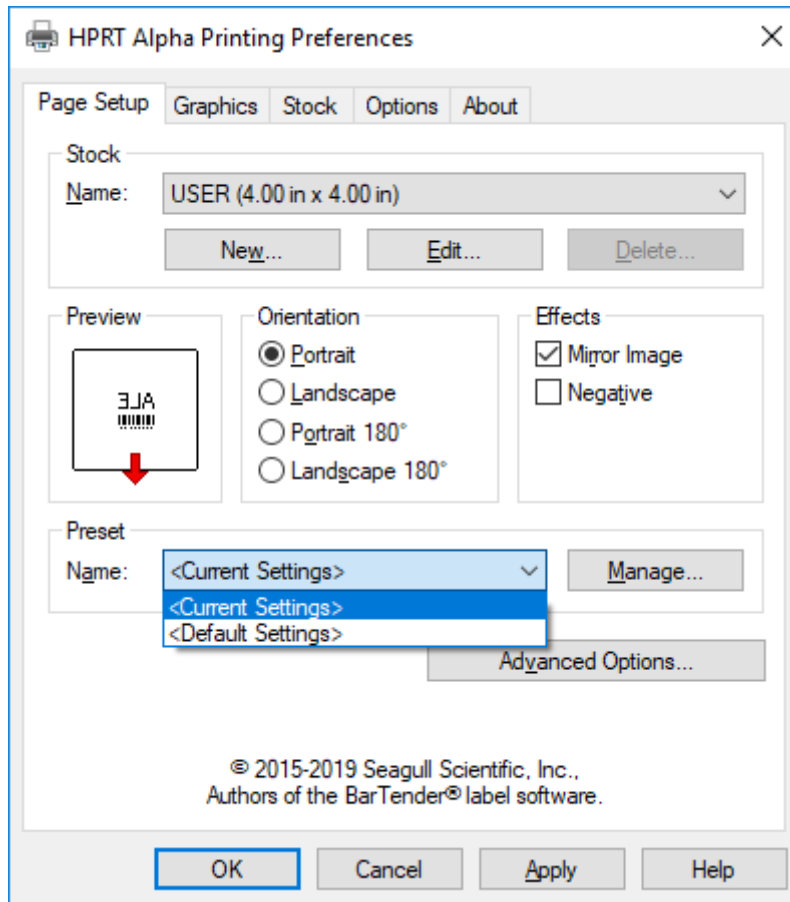 HPRT Alpha Printing Preferences
Page Setup Graphics Stock Options About
Stock
Name: USER (4.00 in x 4.00 in)
New... Edit... Delete...
Preview
ALE
Orientation
Portrait
Landscape
Portrait 180°
Landscape 180°
Effects
Mirror Image
Negative
Preset
Name: <Current Settings> Manage...
<Current Settings>
<Default Settings>
Advanced Options...
© 2015-2019 Seagull Scientific, Inc.,
Authors of the BarTender® label software.
OK Cancel Apply Help